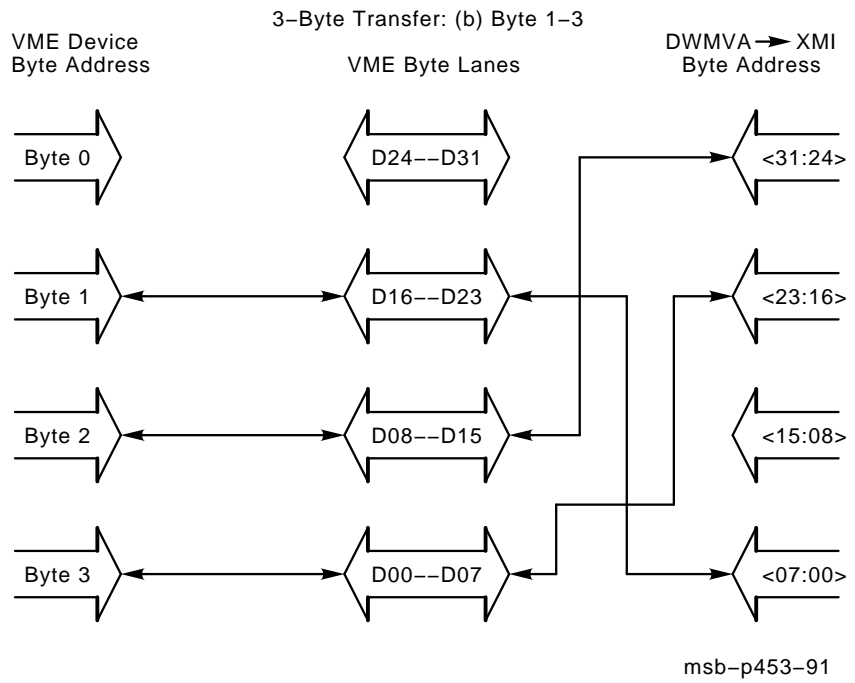 3–Byte Transfer: (b) Byte 1–3
VME Device
Byte Address
VME Byte Lanes
DWMVA → XMI
Byte Address
Byte 0
D24--D31
<31:24>
Byte 1
D16--D23
<23:16>
Byte 2
D08--D15
<15:08>
Byte 3
D00--D07
<07:00>
msb–p453–91